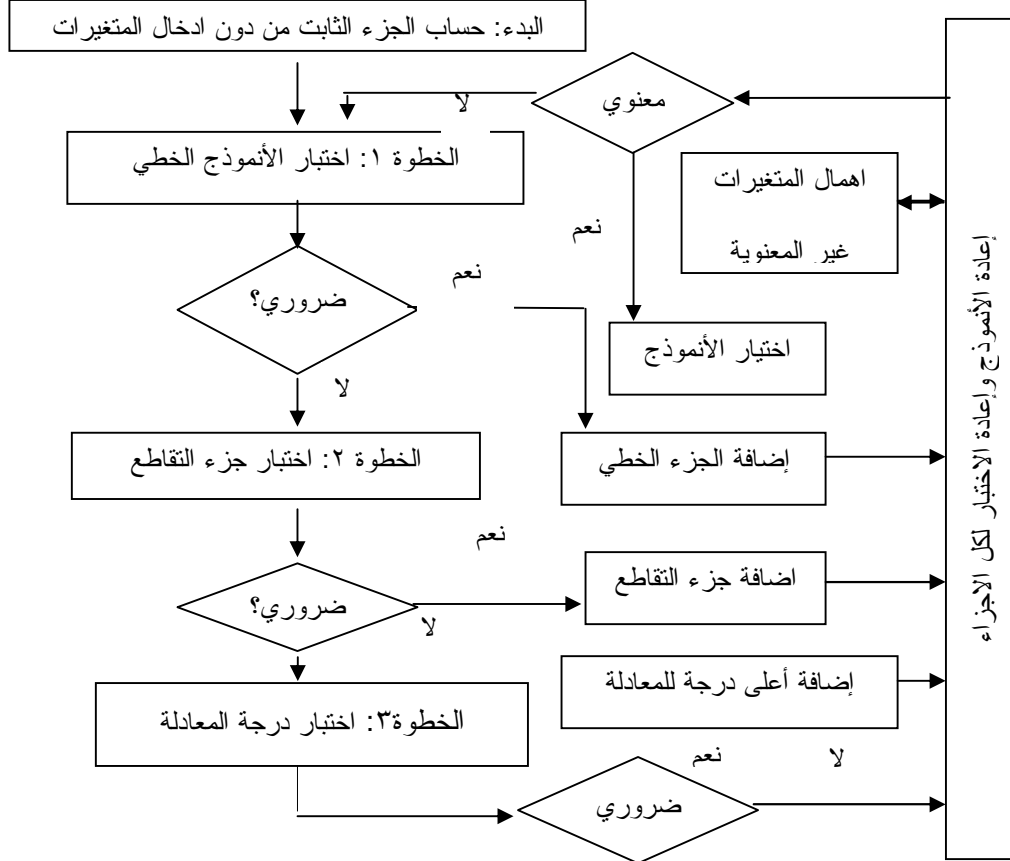 البدء: حساب الجزء الثابت من دون ادخال المتغيرات
معنوي
لا
الخطوة ١: اختبار الأنموذج الخطي
اهمال المتغيرات
غير المعنوية
نعم
نعم
ضروري؟
اختيار الأنموذج
لا
الخطوة ٢: اختبار جزء التقاطع
إضافة الجزء الخطي
نعم
اضافة جزء التقاطع
ضروري؟
لا
إضافة أعلى درجة للمعادلة
الخطوة٣: اختبار درجة المعادلة
نعم
لا
ضروري
إعادة الأنموذج وإعادة الاختبار لكل الاجزاء